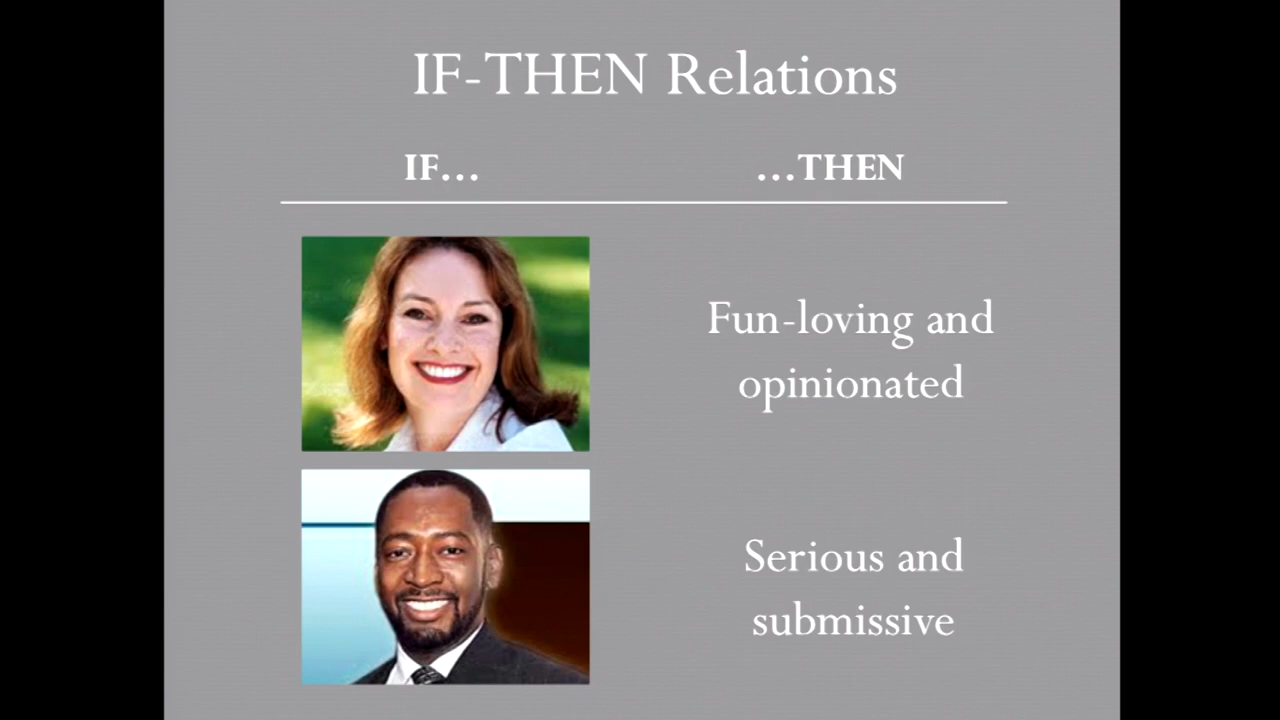 IF-THEN Relations
IF… …THEN
Fun-loving and
opinionated
Serious and
submissive